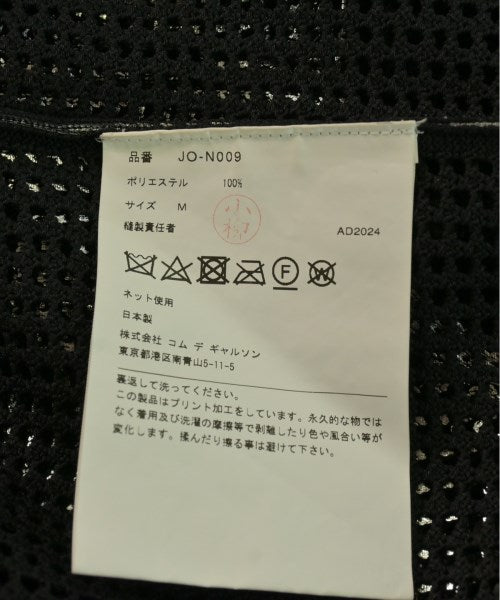 品番 JO-N009
ポリエステル 100%
サイズ M
小柳
縫製責任者 AD2024
F W
ネット使用
日本製
株式会社 コム デ ギャルソン
東京都港区南青山5-11-5
裏返して洗ってください。
この製品はプリント加工をしています。永久的な物では
なく着用及び洗濯の摩擦等で剥離したり色や風合い等が
変化します。揉んだり擦る事は避けて下さい。